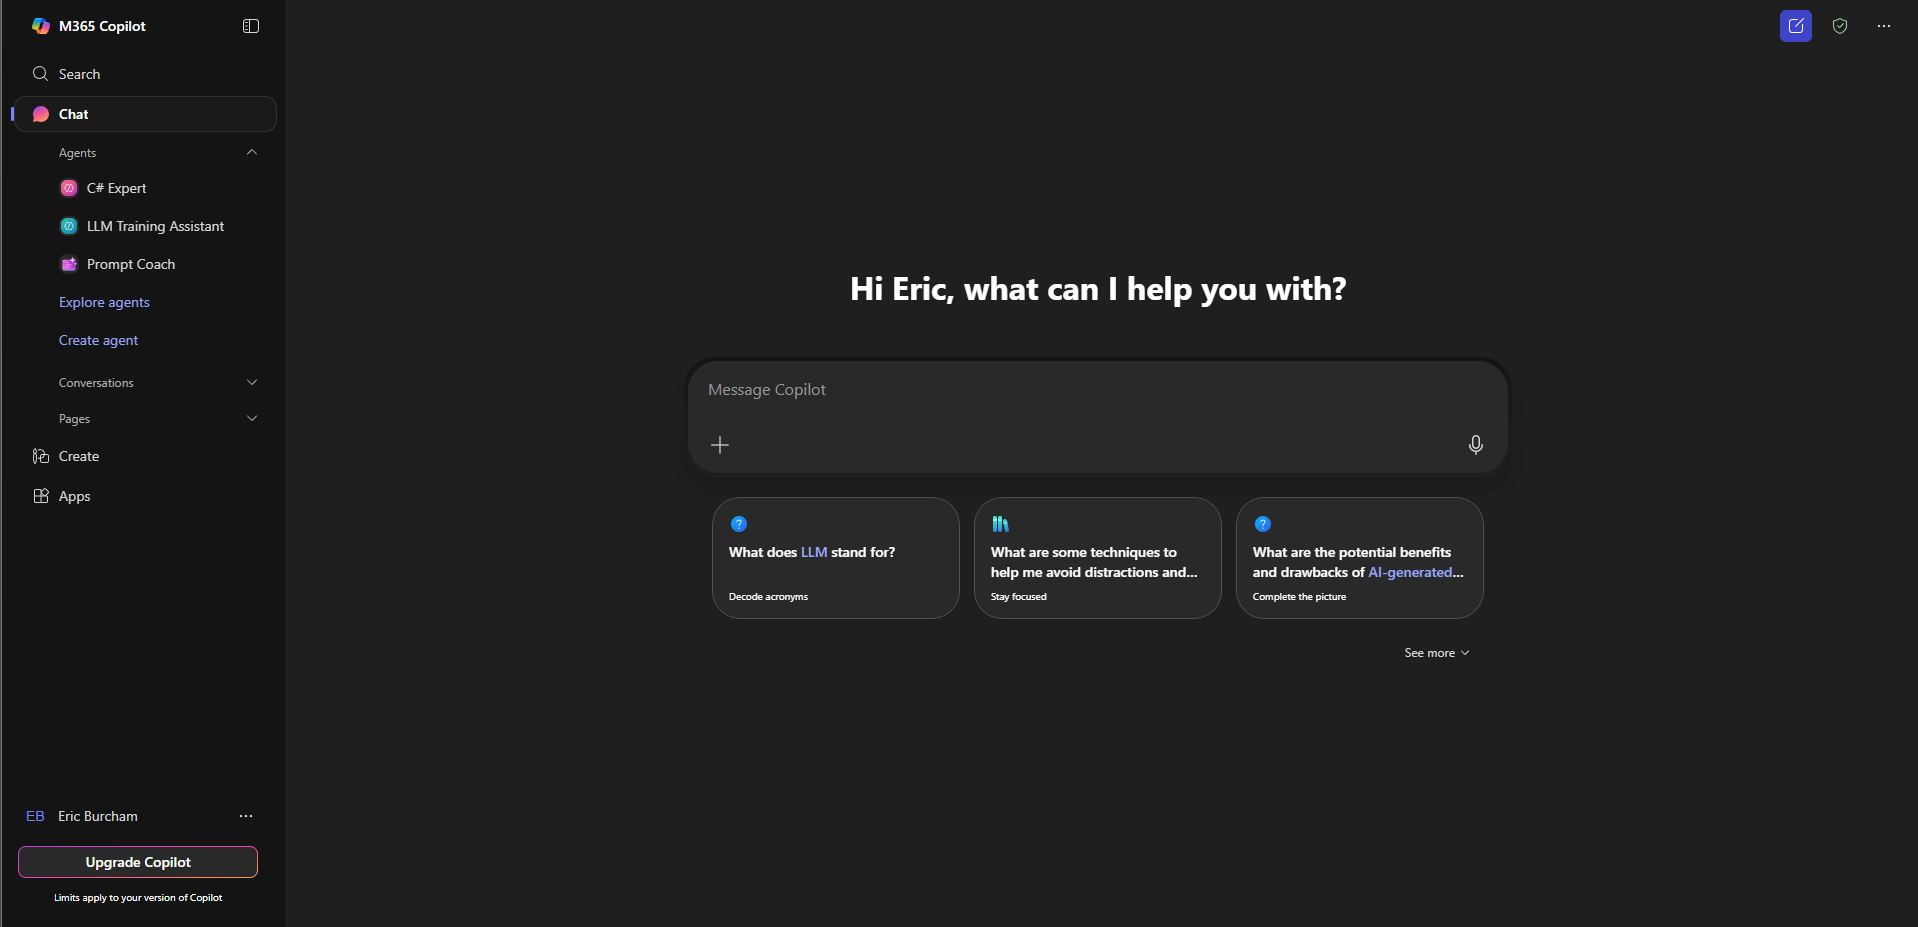 M365 Copilot
Search
Chat
Agents
C# Expert
LLM Training Assistant
Prompt Coach
Explore agents
Create agent
Conversations
Pages
Create
Apps
EB Eric Burcham
Upgrade Copilot
Limits apply to your version of Copilot
Hi Eric, what can I help you with?
Message Copilot
What does LLM stand for?
Decode acronyms
What are some techniques to
help me avoid distractions and...
Stay focused
What are the potential benefits
and drawbacks of AI-generated...
Complete the picture
See more